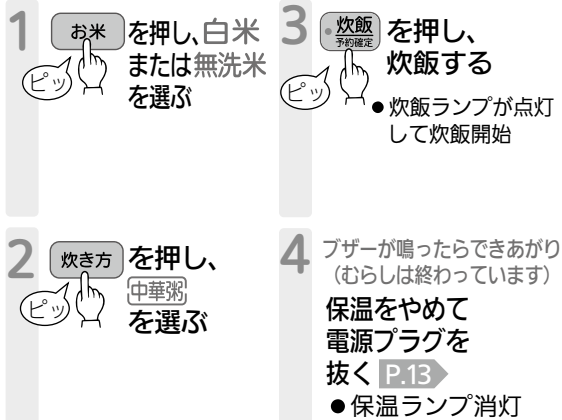 1
お米 を押し、白米
または無洗米
を選ぶ
ピッ
2
炊き方 を押し、
中華粥
を選ぶ
ピッ
3
炊飯
予約確定
を押し、
炊飯する
ピッ
●炊飯ランプが点灯
して炊飯開始
4
ブザーが鳴ったらできあがり
（むらしは終わっています）
保温をやめて
電源プラグを
抜く P.13
●保温ランプ消灯